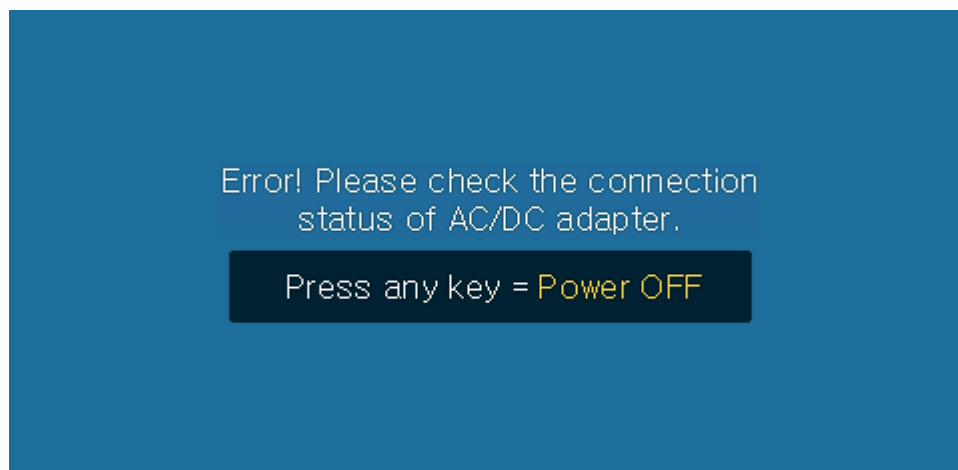 Error! Please check the connection
status of AC/DC adapter.
Press any key = Power OFF